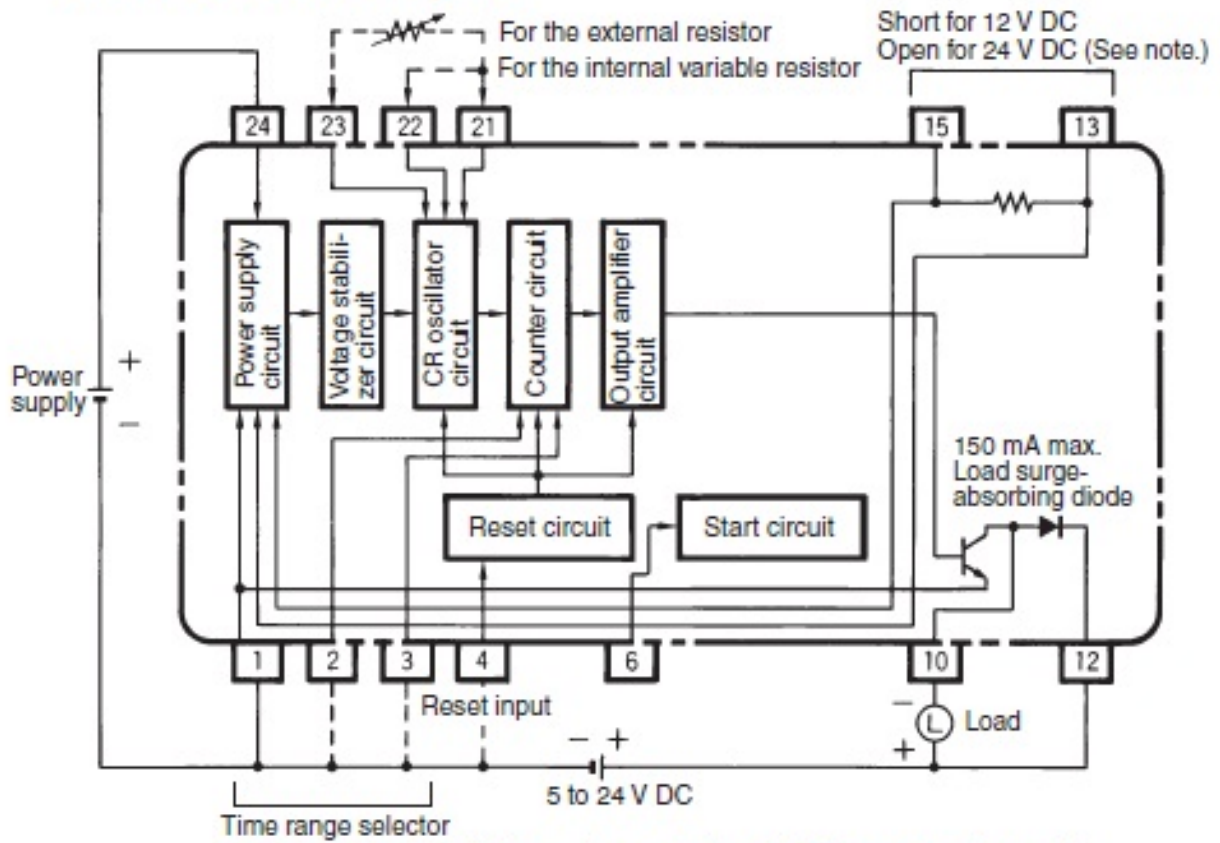 For the external resistor
For the internal variable resistor
Short for 12 V DC
Open for 24 V DC (See note.)
24
23
22
21
15
13
Power supply
circuit
Voltage stabili-
zer circuit
CR oscillator
circuit
Counter circuit
Output amplifier
circuit
+
Power
supply
−
150 mA max.
Load surge-
absorbing diode
Reset circuit
Start circuit
1
2
3
4
6
10
12
Reset input
−
L
Load
+
− +
5 to 24 V DC
Time range selector